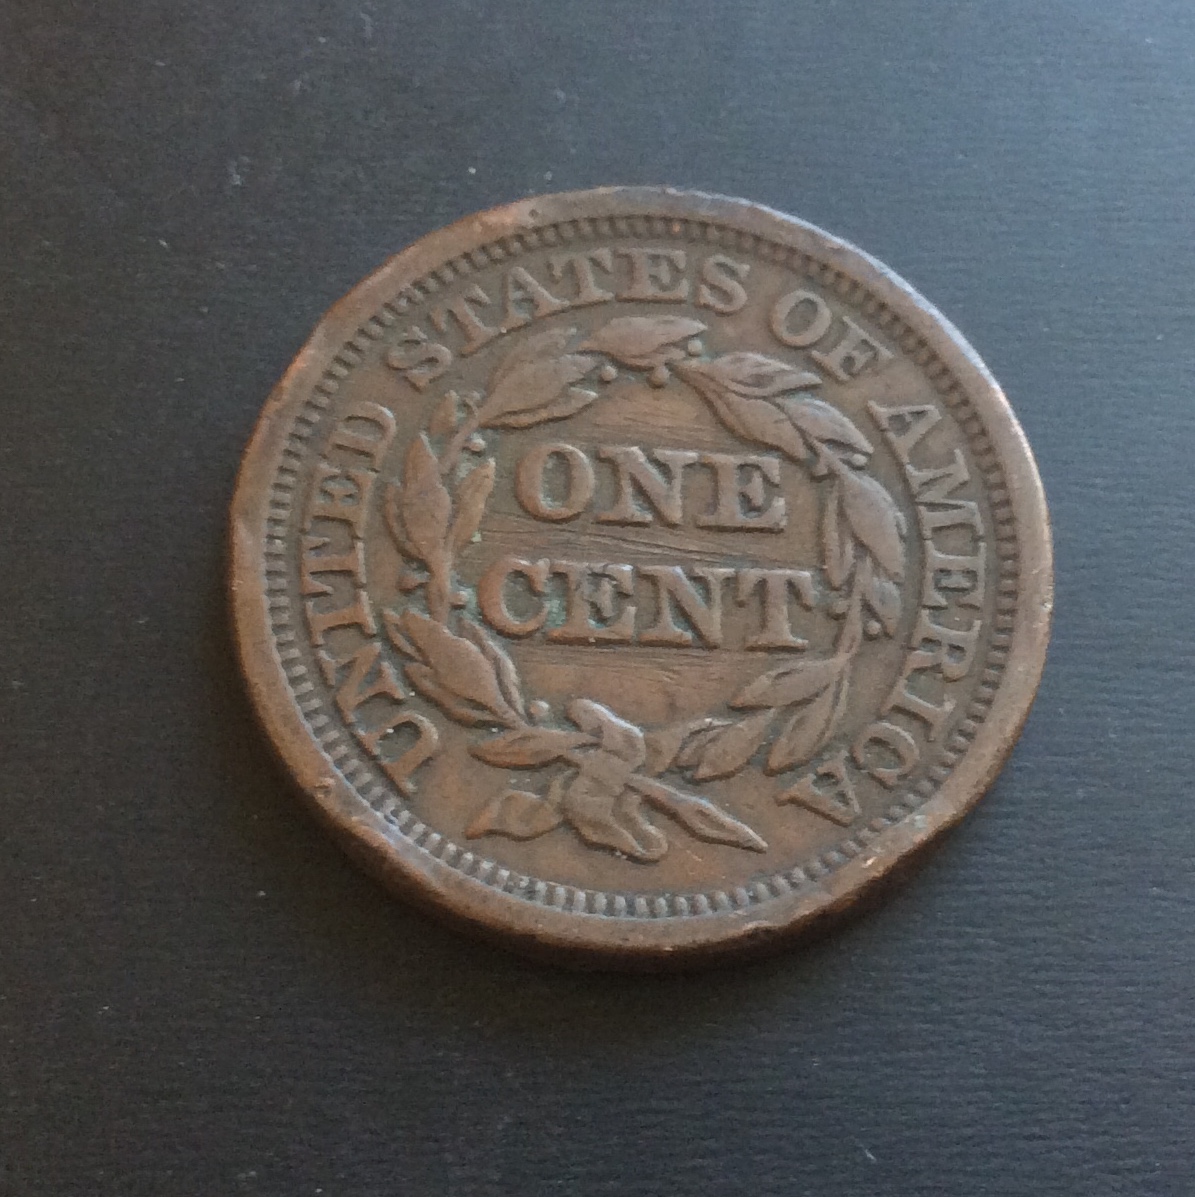 UNITED STATES OF AMERICA
ONE
CENT